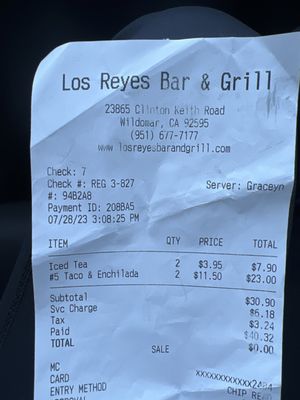 Los Reyes Bar & Grill
23865 Clinton Keith Road
Wildomar, CA 92595
(951) 677-7177
www.losreyesbarandgrill.com
Check: 7
Check #: REG 3-827 Server: Graceyn
#: 94B2A8
Payment ID: 208BA5
07/28/23 3:08:25 PM
ITEM QTY PRICE TOTAL
Iced Tea 2 $3.95 $7.90
#5 Taco & Enchilada 2 $11.50 $23.00
Subtotal $30.90
Svc Charge $6.18
Tax $3.24
Paid $40.32
TOTAL $0.00
SALE
MC
CARD XXXXXXXXXXXX2484
ENTRY METHOD CHIP READ